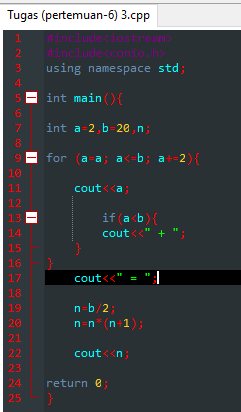 Tugas (pertemuan-6) 3.cpp
1 #include<iostream>
2 #include<conio.h>
3 using namespace std;
4
5 int main(){
6
7 int a=2,b=20,n;
8
9 for (a=a; a<=b; a+=2){
10
11 cout<<a;
12
13 if(a<b){
14 cout<<" + ";
15 }
16 }
17 cout<<" = ";
18
19 n=b/2;
20 n=n*(n+1);
21
22 cout<<n;
23
24 return 0;
25 }